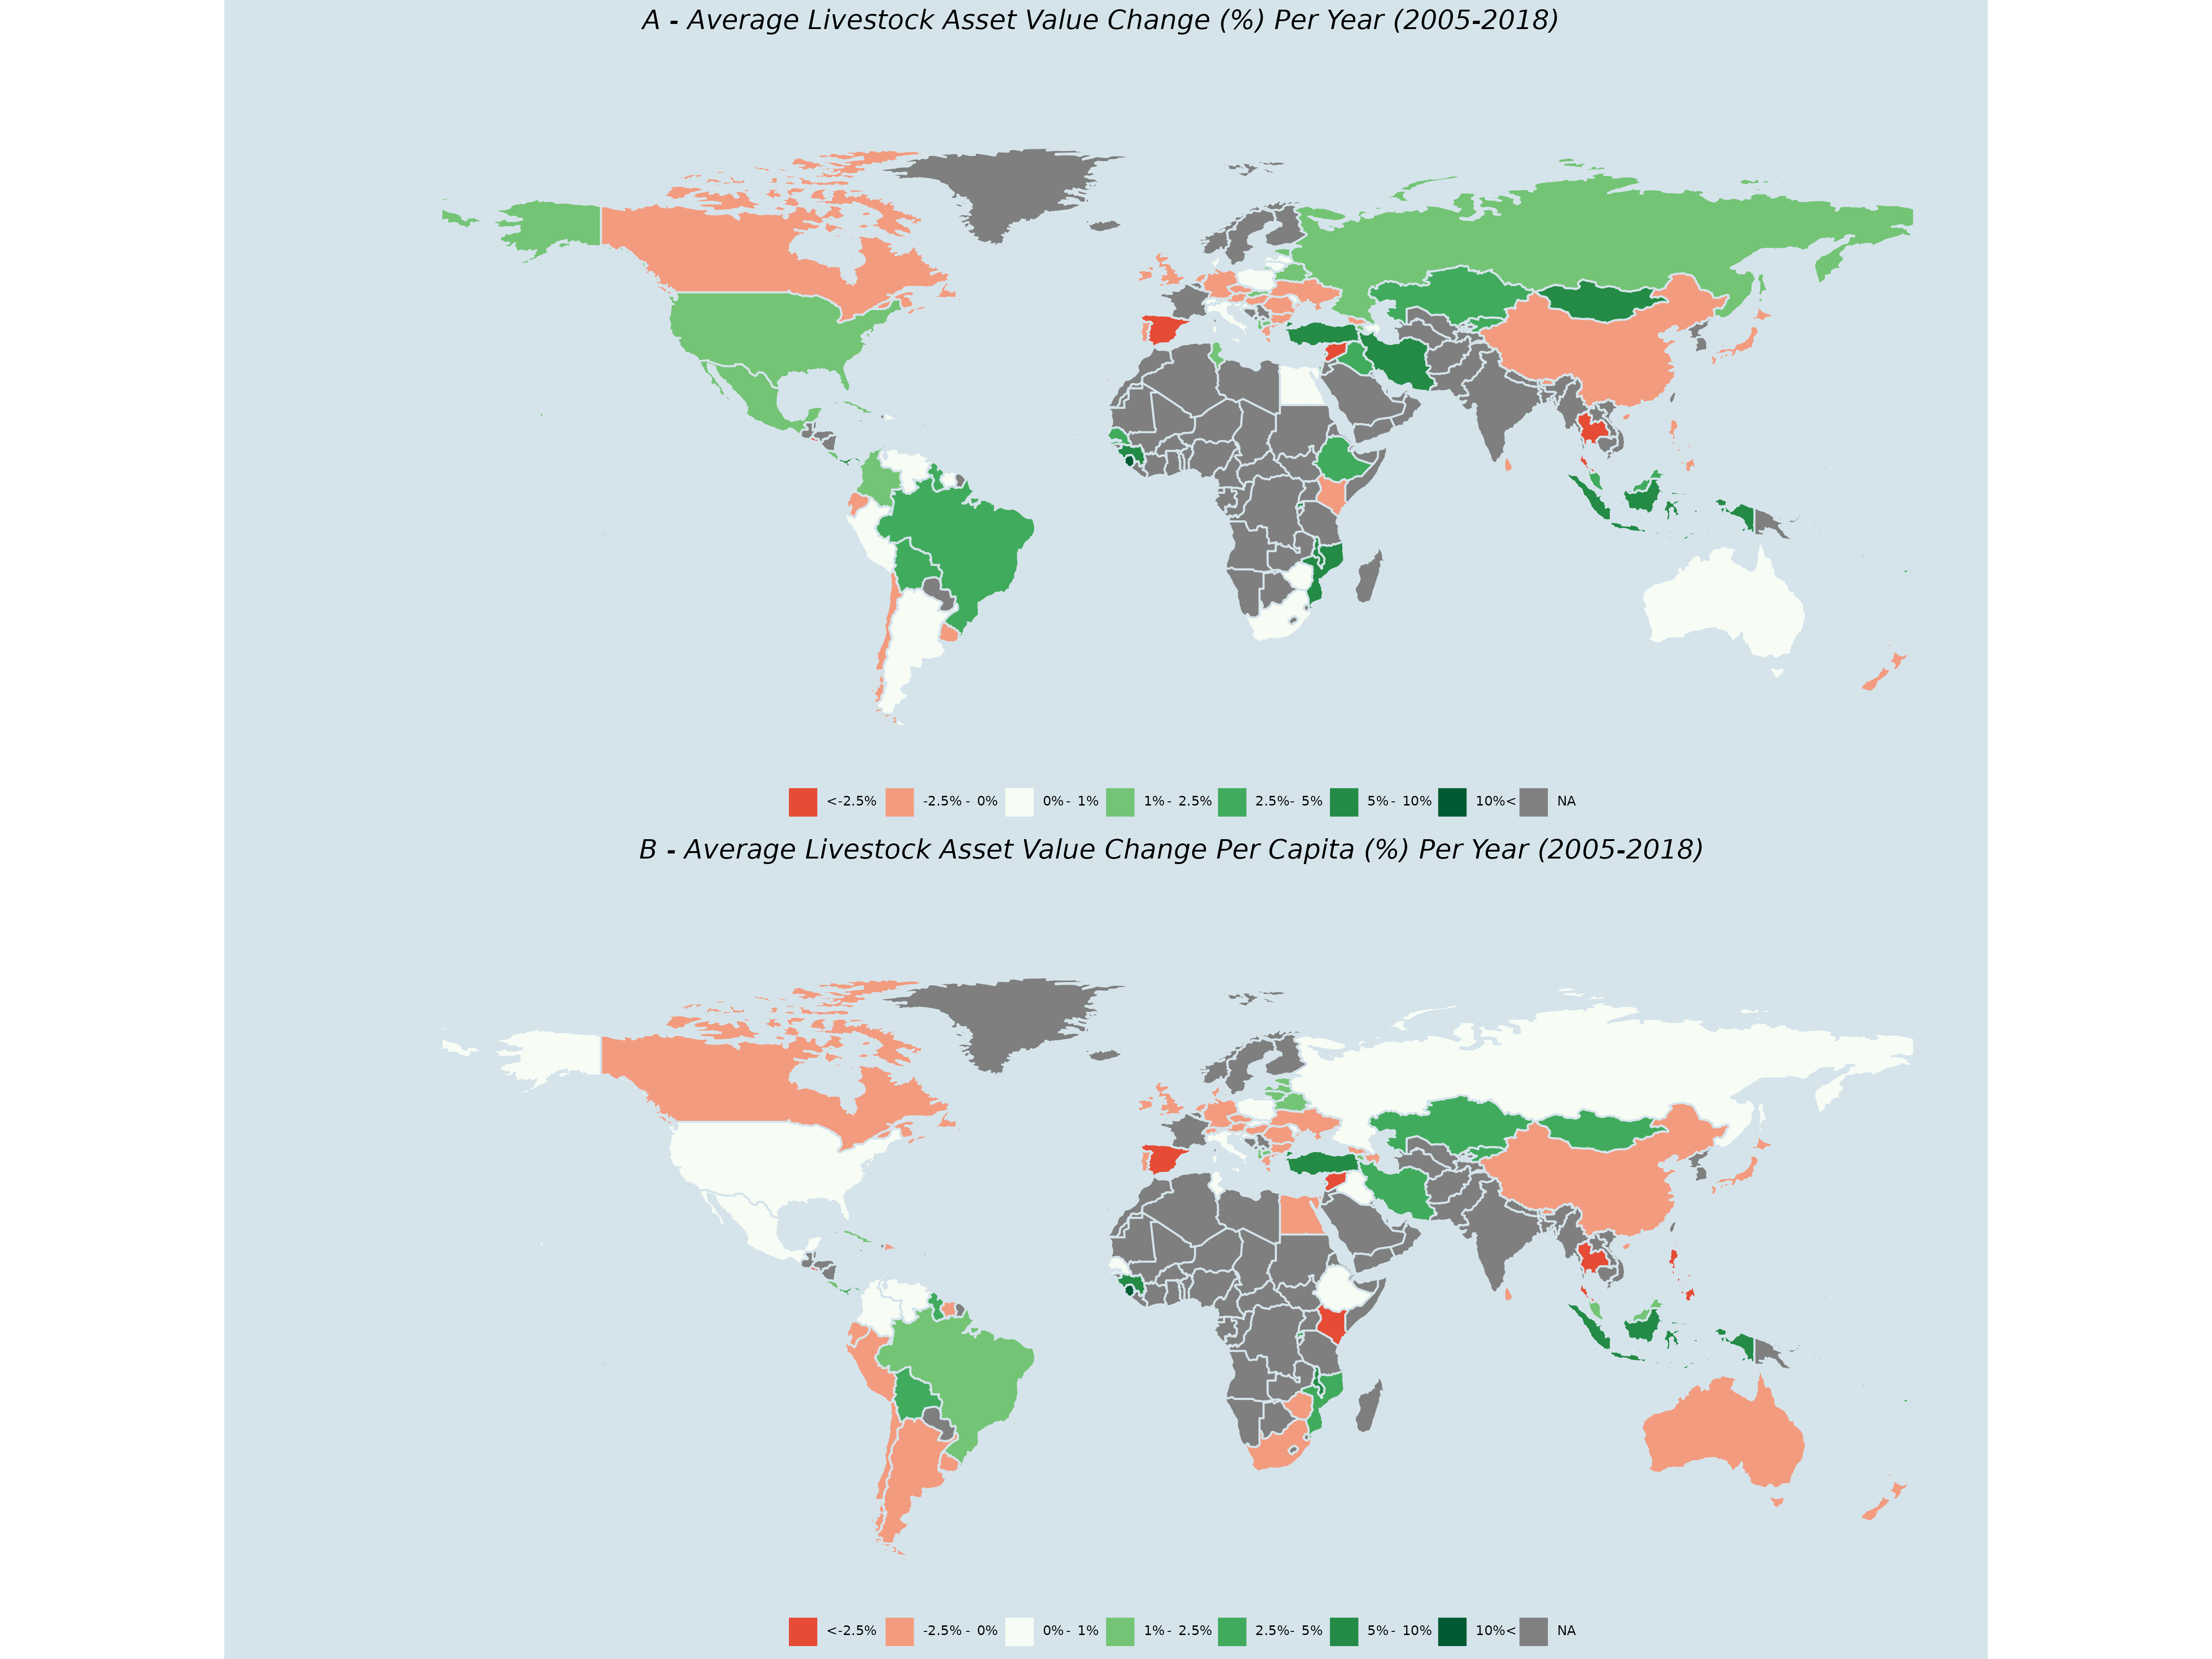 A - Average Livestock Asset Value Change (%) Per Year (2005-2018)
<-2.5% -2.5% - 0% 0% - 1% 1% - 2.5% 2.5% - 5% 5% - 10% 10%< NA
B - Average Livestock Asset Value Change Per Capita (%) Per Year (2005-2018)
<-2.5% -2.5% - 0% 0% - 1% 1% - 2.5% 2.5% - 5% 5% - 10% 10%< NA